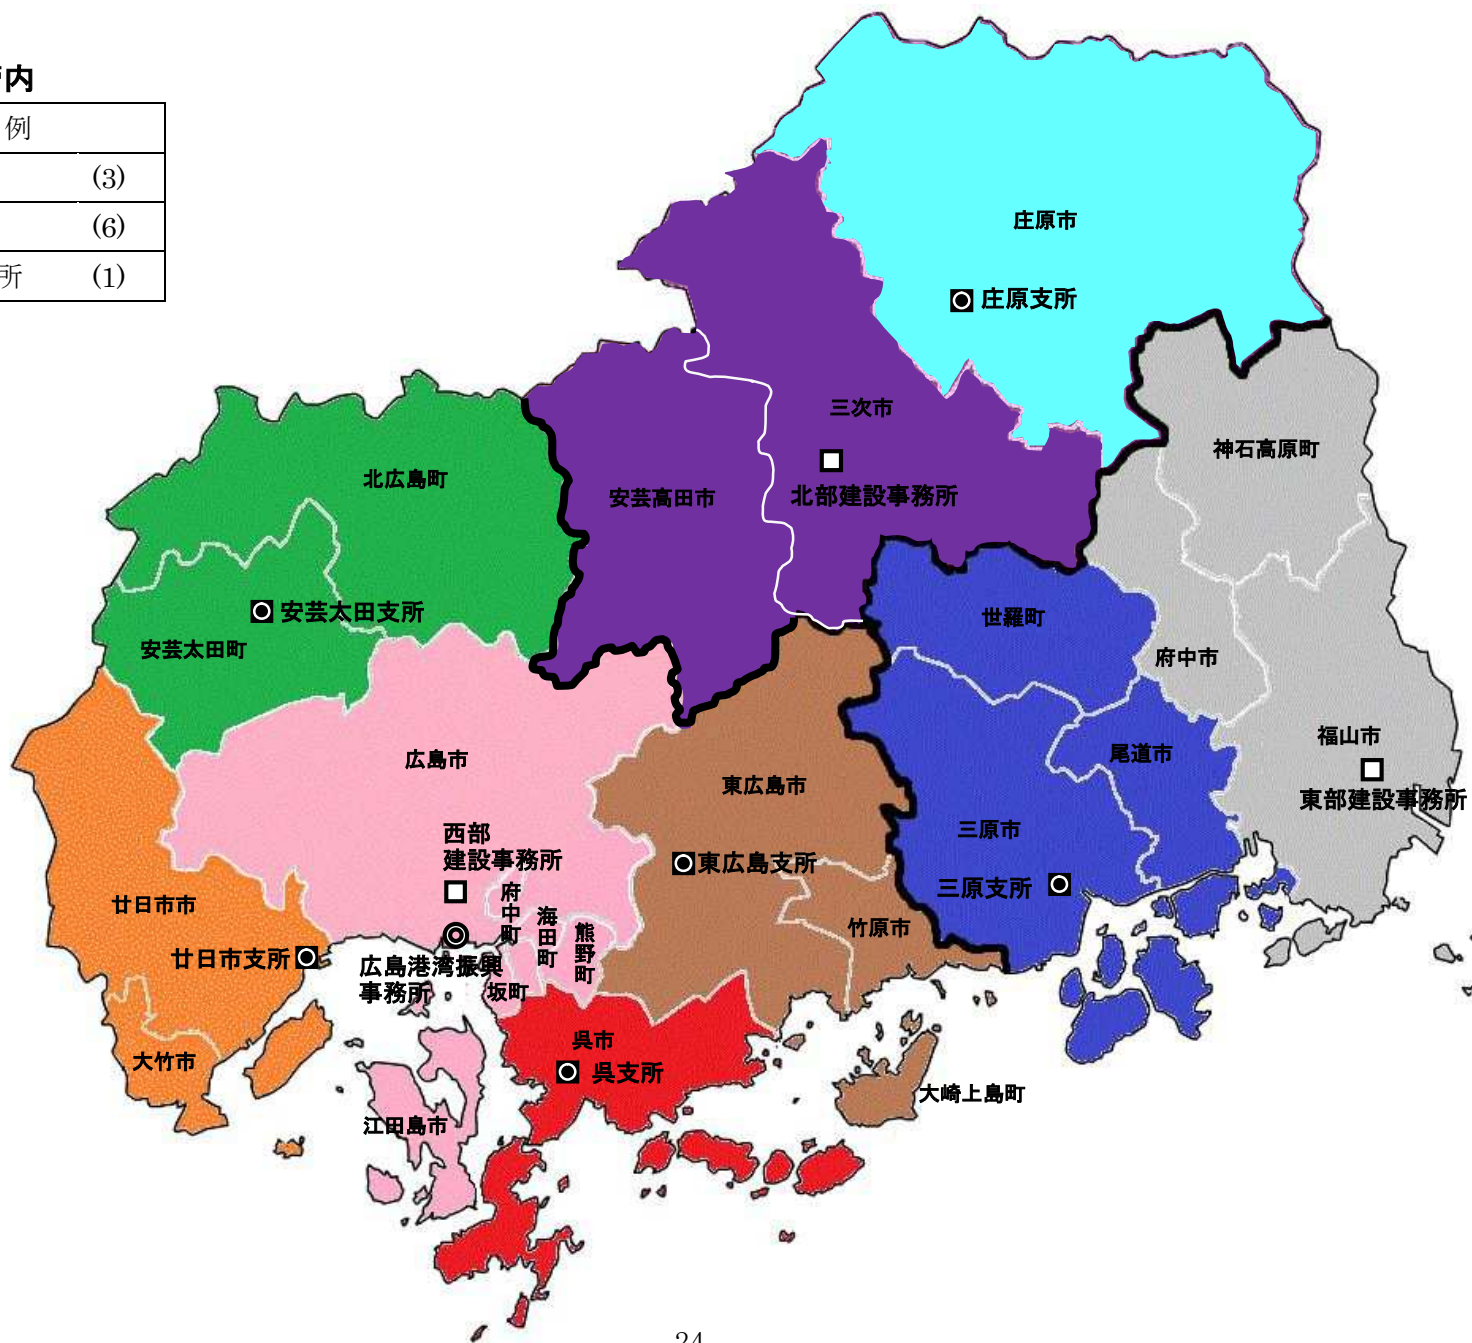 内
例
(3)
(6)
所 (1)
庄原市
庄原支所
三次市
北部建設事務所
安芸高田市
神石高原町
北広島町
安芸太田支所
安芸太田町
世羅町
府中市
福山市
東部建設事務所
尾道市
三原市
三原支所
広島市
西部
建設事務所
府中町
海田町
熊野町
坂町
広島港湾振興
事務所
東広島市
東広島支所
竹原市
廿日市市
廿日市支所
大竹市
呉市
呉支所
江田島市
大崎上島町
24